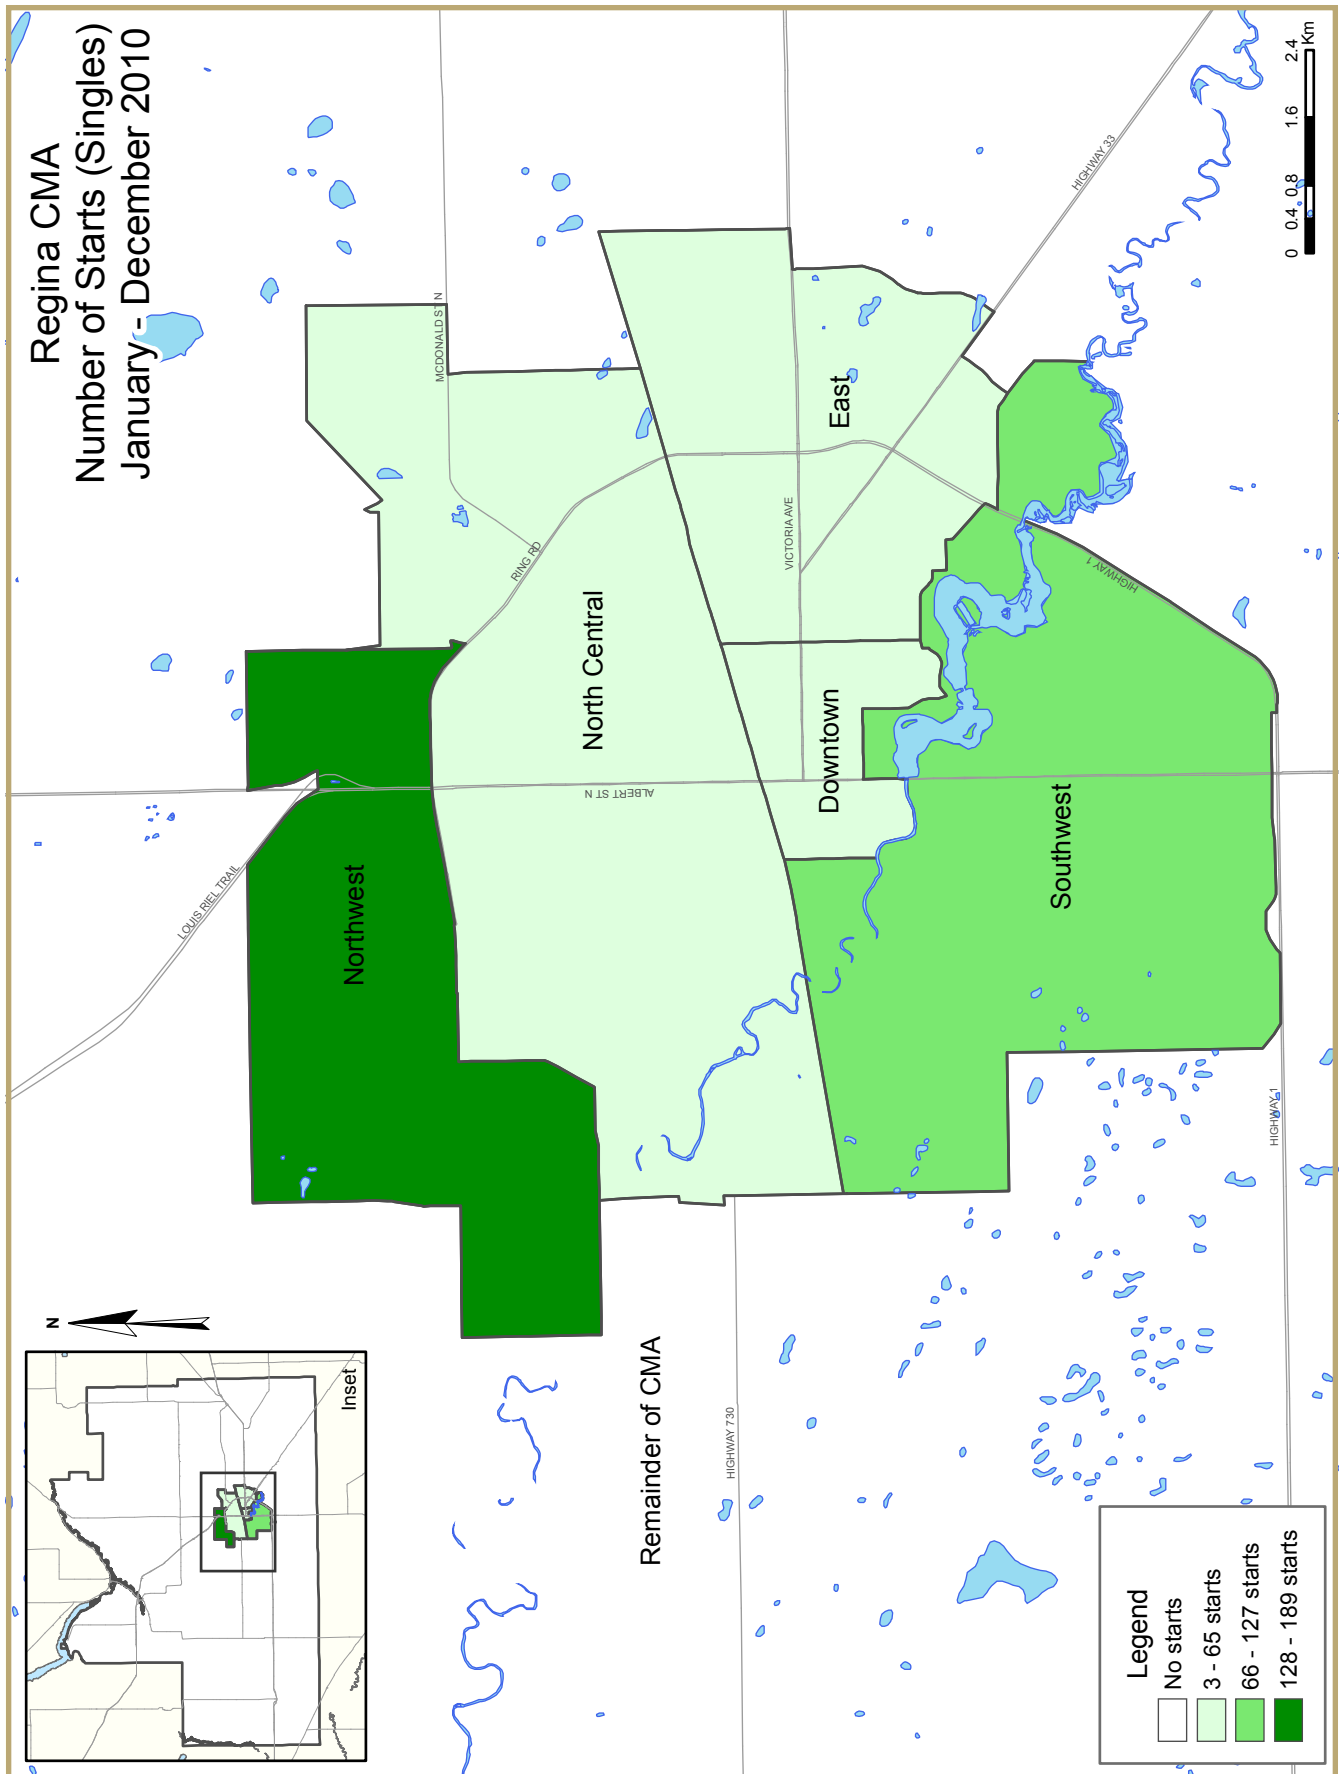 Regina CMA
Number of Starts (Singles)
January - December 2010
N
Inset
LOUIS RIEL TRAIL
MCDONALD ST N
Northwest
RING RD
North Central
ALBERT ST N
Remainder of CMA
HIGHWAY 730
VICTORIA AVE
East
Downtown
HIGHWAY 33
Southwest
HIGHWAY 1
HIGHWAY 1
Legend
No starts
3 - 65 starts
66 - 127 starts
128 - 189 starts
0 0.4 0.8 1.6 2.4
Km